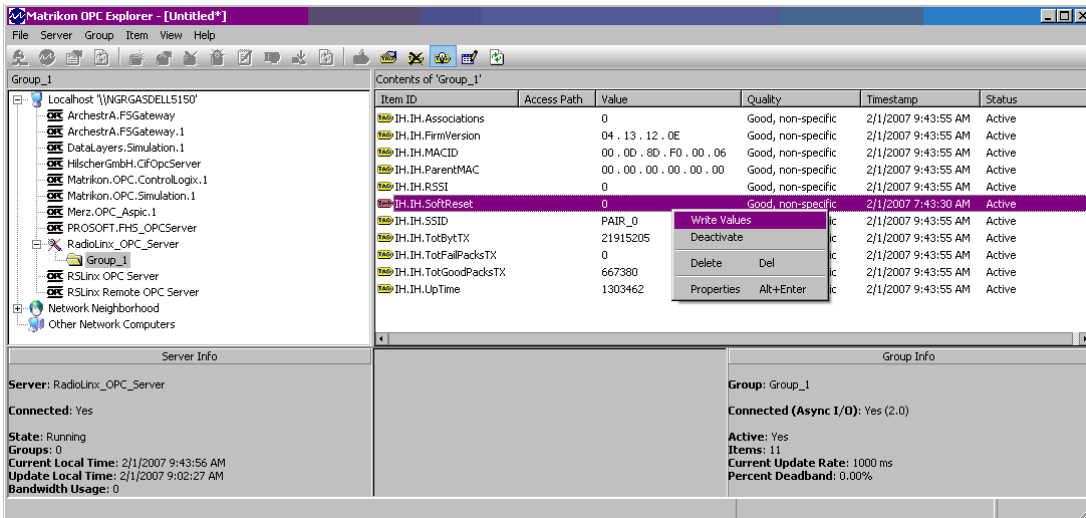 Matrikon OPC Explorer - [Untitled*]
File Server Group Item View Help
Group_1
Localhost '\\NGRGASDELL5150'
ArchestrA.FSGateway
ArchestrA.FSGateway.1
DataLayers.Simulation.1
HilscherGmbH.CifOpcServer
Matrikon.OPC.ControlLogix.1
Matrikon.OPC.Simulation.1
Merz.OPC_Aspic.1
PROSOFT.FHS_OPCServer
RadioLinx_OPC_Server
Group_1
RSLinx OPC Server
RSLinx Remote OPC Server
Network Neighborhood
Other Network Computers
Contents of 'Group_1'
Item ID Access Path Value Quality Timestamp Status
IH.IH.Associations 0 Good, non-specific 2/1/2007 9:43:55 AM Active
IH.IH.FirmVersion 04 . 13 . 12 . 0E Good, non-specific 2/1/2007 9:43:55 AM Active
IH.IH.MACID 00 . 0D . 8D . F0 . 00 . 06 Good, non-specific 2/1/2007 9:43:55 AM Active
IH.IH.ParentMAC 00 . 00 . 00 . 00 . 00 . 00 Good, non-specific 2/1/2007 9:43:55 AM Active
IH.IH.RSSI 0 Good, non-specific 2/1/2007 9:43:55 AM Active
IH.IH.SoftReset 0 Good, non-specific 2/1/2007 7:43:30 AM Active
IH.IH.SSID PAIR_0 ic 2/1/2007 9:43:55 AM Active
IH.IH.TotBytTX 21915205 ic 2/1/2007 9:43:55 AM Active
IH.IH.TotFailPacksTX 0 ic 2/1/2007 9:43:55 AM Active
IH.IH.TotGoodPacksTX 667380 ic 2/1/2007 9:43:55 AM Active
IH.IH.UpTime 1303462 ic 2/1/2007 9:43:55 AM Active
Write Values
Deactivate
Delete Del
Properties Alt+Enter
Server Info
Server: RadioLinx_OPC_Server
Connected: Yes
State: Running
Groups: 0
Current Local Time: 2/1/2007 9:43:56 AM
Update Local Time: 2/1/2007 9:02:27 AM
Bandwidth Usage: 0
Group Info
Group: Group_1
Connected (Async I/O): Yes (2.0)
Active: Yes
Items: 11
Current Update Rate: 1000 ms
Percent Deadband: 0.00%